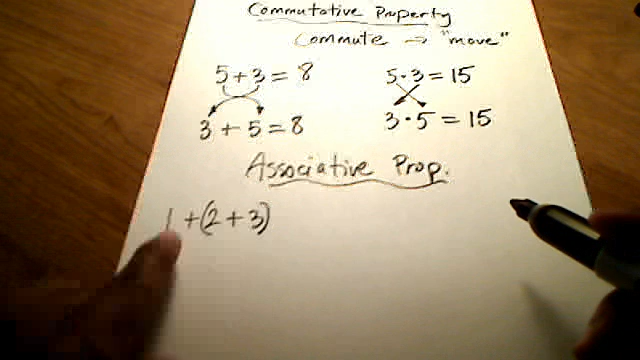 Commutative Property
Commute → "move"
5+3=8 5·3=15
3+5=8 3·5=15
Associative Prop.
1+(2+3)